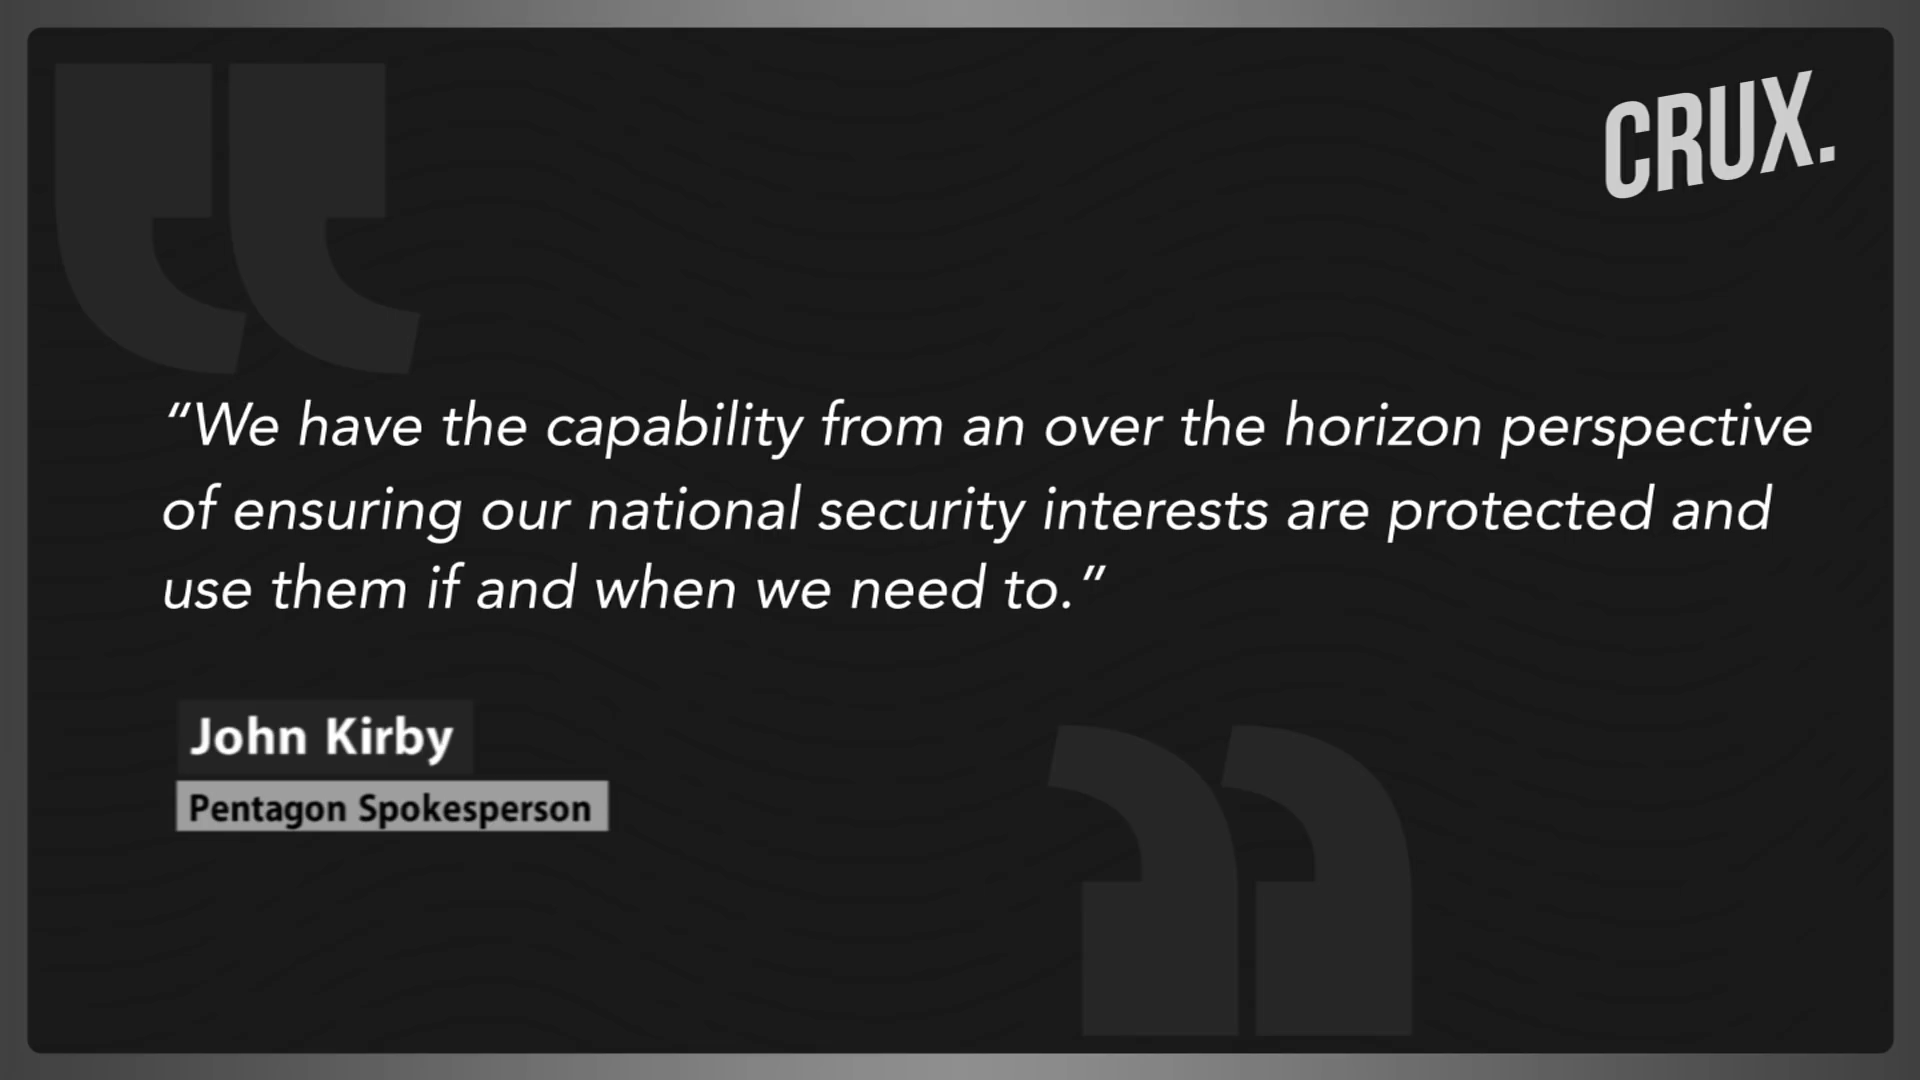 CRUX.
“We have the capability from an over the horizon perspective
of ensuring our national security interests are protected and
use them if and when we need to.”
John Kirby
Pentagon Spokesperson